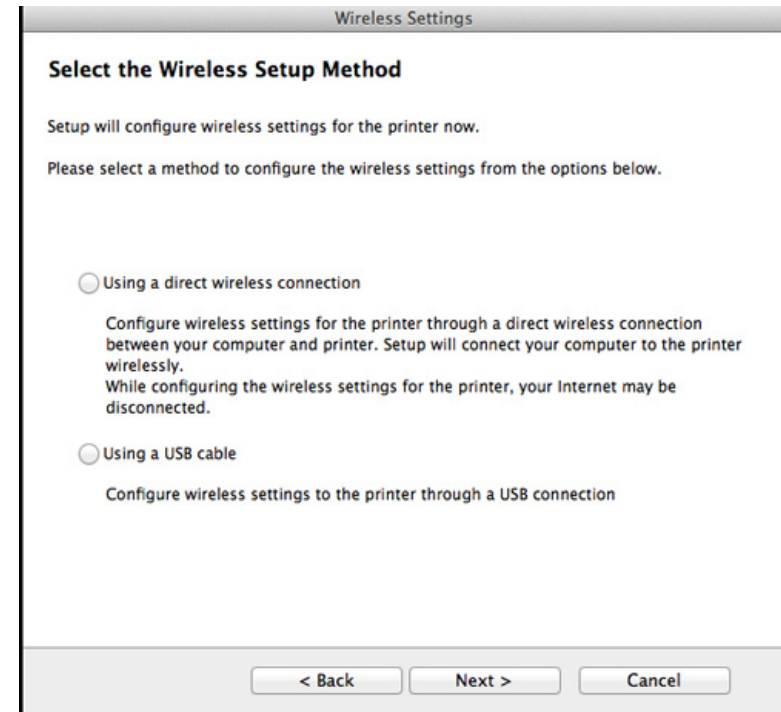 Wireless Settings
Select the Wireless Setup Method
Setup will configure wireless settings for the printer now.
Please select a method to configure the wireless settings from the options below.
Using a direct wireless connection
Configure wireless settings for the printer through a direct wireless connection
between your computer and printer. Setup will connect your computer to the printer
wirelessly.
While configuring the wireless settings for the printer, your Internet may be
disconnected.
Using a USB cable
Configure wireless settings to the printer through a USB connection
< Back Next > Cancel